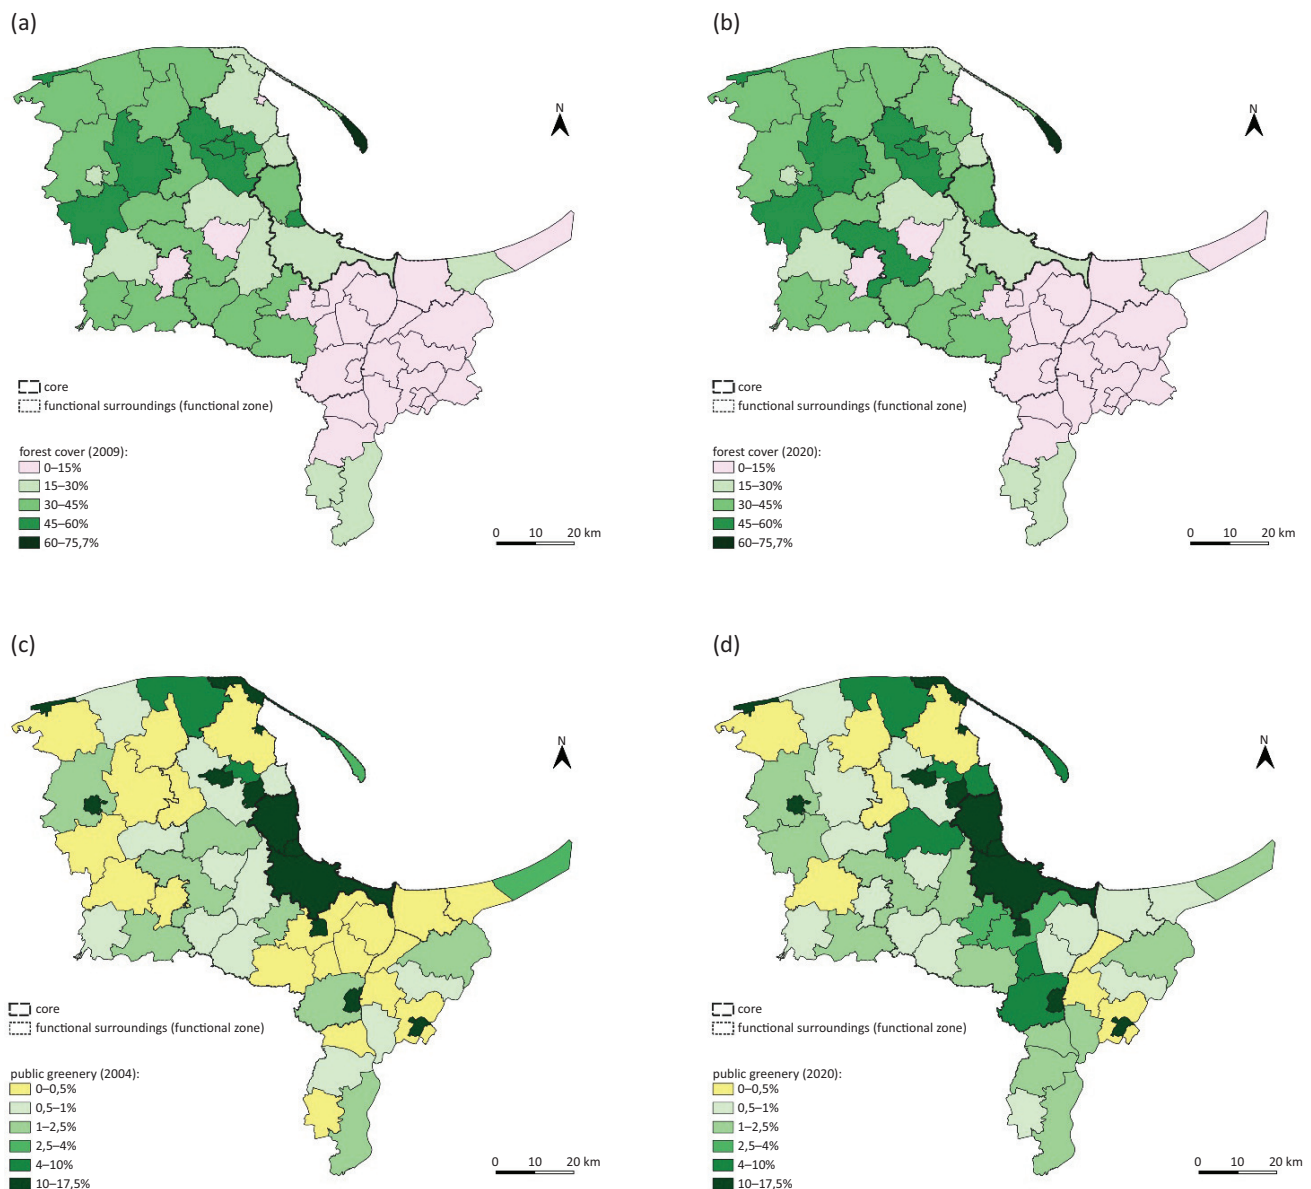 (a)
N
core
functional surroundings (functional zone)
forest cover (2009):
0–15%
15–30%
30–45%
45–60%
60–75,7%
0 10 20 km
(b)
N
core
functional surroundings (functional zone)
forest cover (2020):
0–15%
15–30%
30–45%
45–60%
60–75,7%
0 10 20 km
(c)
N
core
functional surroundings (functional zone)
public greenery (2004):
0–0,5%
0,5–1%
1–2,5%
2,5–4%
4–10%
10–17,5%
0 10 20 km
(d)
N
core
functional surroundings (functional zone)
public greenery (2020):
0–0,5%
0,5–1%
1–2,5%
2,5–4%
4–10%
10–17,5%
0 10 20 km